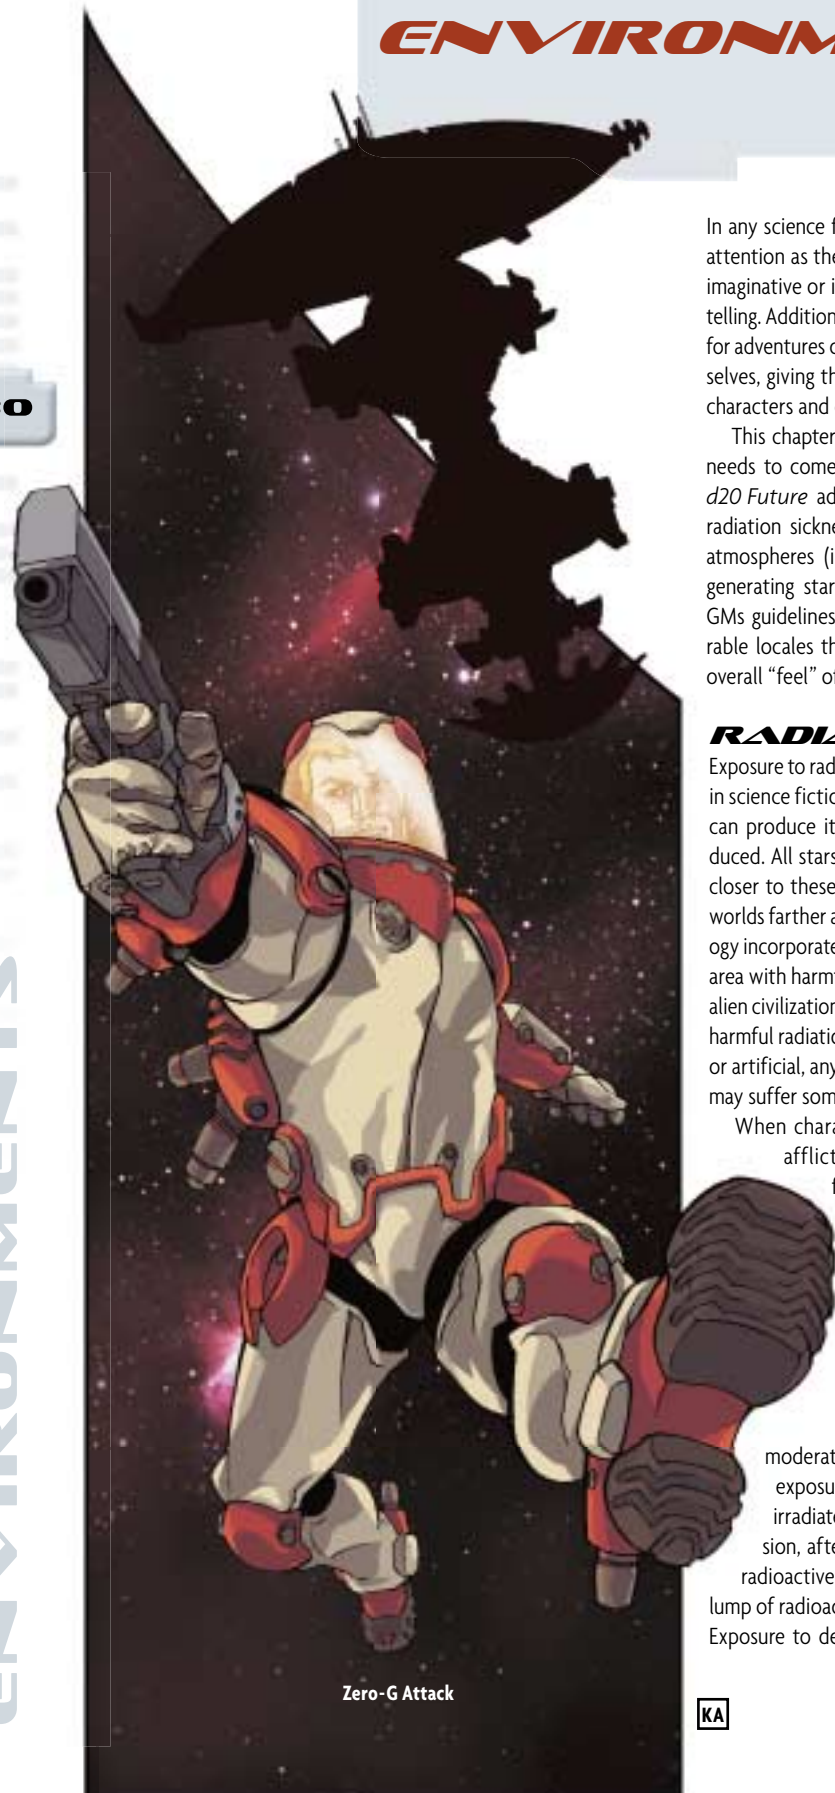 ENVIRONM
In any science f
attention as the
imaginative or i
telling. Addition
for adventures o
selves, giving th
characters and
This chapter
needs to come
d20 Future ad
radiation sickne
atmospheres (i
generating star
GMs guidelines
rable locales th
overall “feel” of
RADIA
Exposure to rad
in science fictio
can produce it
duced. All stars
closer to these
worlds farther a
ogy incorporate
area with harmf
alien civilization
harmful radiatio
or artificial, any
may suffer som
When chara
afflict
f
moderat
exposu
irradiate
sion, afte
radioactive
lump of radioac
Exposure to de
Zero-G Attack
KA
ENVIRONMENTS